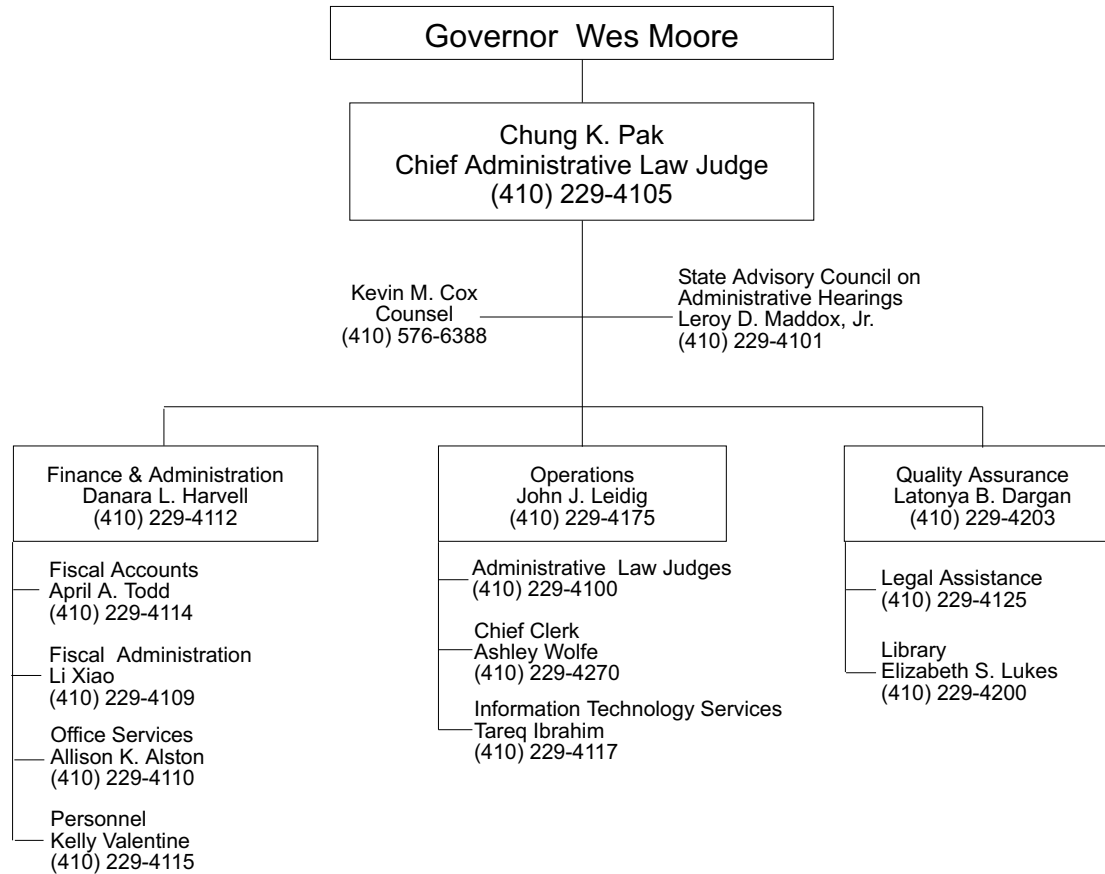 Governor Wes Moore
Chung K. Pak
Chief Administrative Law Judge
(410) 229-4105
Kevin M. Cox
Counsel
(410) 576-6388
State Advisory Council on
Administrative Hearings
Leroy D. Maddox, Jr.
(410) 229-4101
Finance & Administration
Danara L. Harvell
(410) 229-4112
Fiscal Accounts
April A. Todd
(410) 229-4114
Fiscal Administration
Li Xiao
(410) 229-4109
Office Services
Allison K. Alston
(410) 229-4110
Personnel
Kelly Valentine
(410) 229-4115
Operations
John J. Leidig
(410) 229-4175
Administrative Law Judges
(410) 229-4100
Chief Clerk
Ashley Wolfe
(410) 229-4270
Information Technology Services
Tareq Ibrahim
(410) 229-4117
Quality Assurance
Latonya B. Dargan
(410) 229-4203
Legal Assistance
(410) 229-4125
Library
Elizabeth S. Lukes
(410) 229-4200